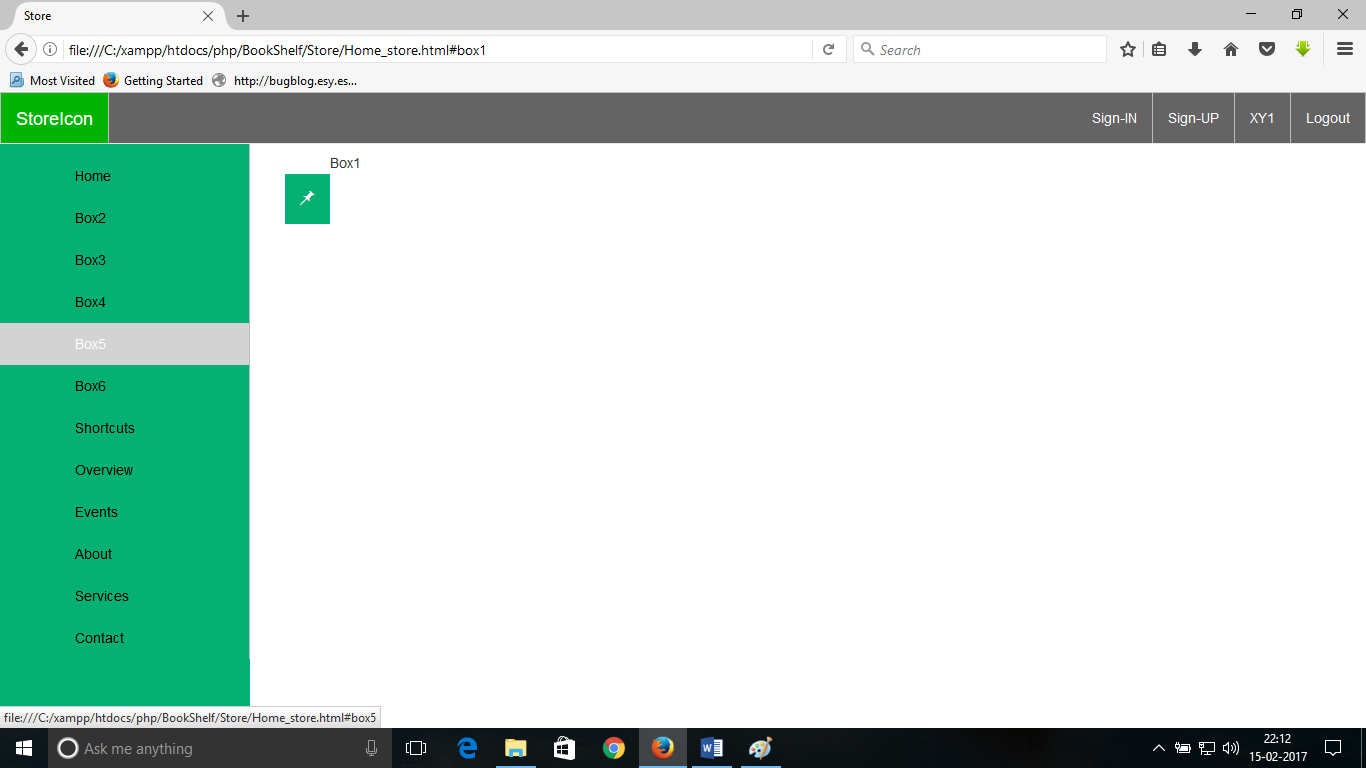 Store
file:///C:/xampp/htdocs/php/BookShelf/Store/Home_store.html#box1
Search
Most Visited Getting Started http://bugblog.esy.es...
StoreIcon Sign-IN Sign-UP XY1 Logout
Box1
Home
Box2
Box3
Box4
Box5
Box6
Shortcuts
Overview
Events
About
Services
Contact
file:///C:/xampp/htdocs/php/BookShelf/Store/Home_store.html#box5
Ask me anything
22:12
15-02-2017